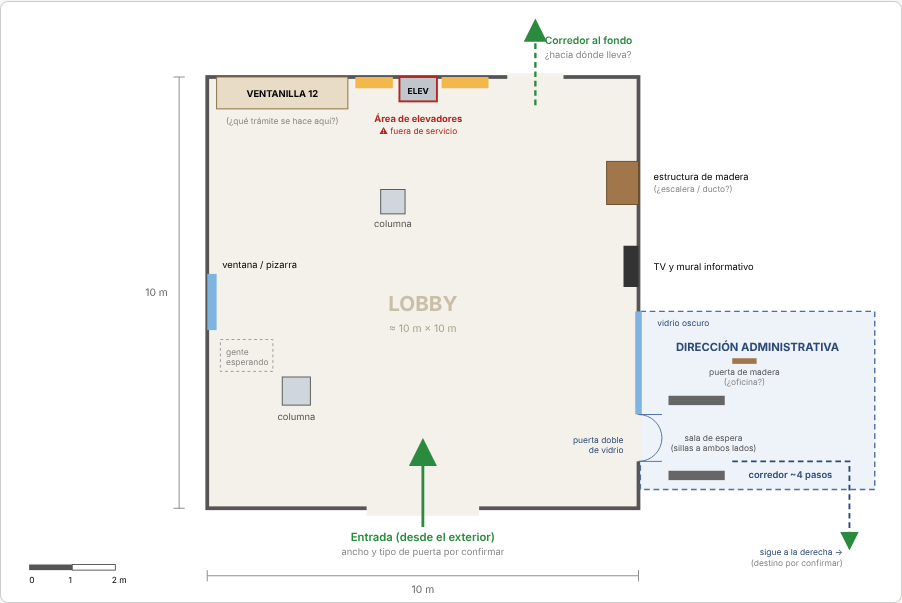 Corredor al fondo
¿hacia dónde lleva?
VENTANILLA 12
(¿qué trámite se hace aquí?)
ELEV
Área de elevadores
⚠ fuera de servicio
estructura de madera
(¿escalera / ducto?)
columna
ventana / pizarra
TV y mural informativo
10 m
LOBBY
≈ 10 m × 10 m
vidrio oscuro
DIRECCIÓN ADMINISTRATIVA
puerta de madera
(¿oficina?)
gente
esperando
columna
puerta doble
de vidrio
sala de espera
(sillas a ambos lados)
corredor ~4 pasos
Entrada (desde el exterior)
ancho y tipo de puerta por confirmar
sigue a la derecha →
(destino por confirmar)
0 1 2 m
10 m